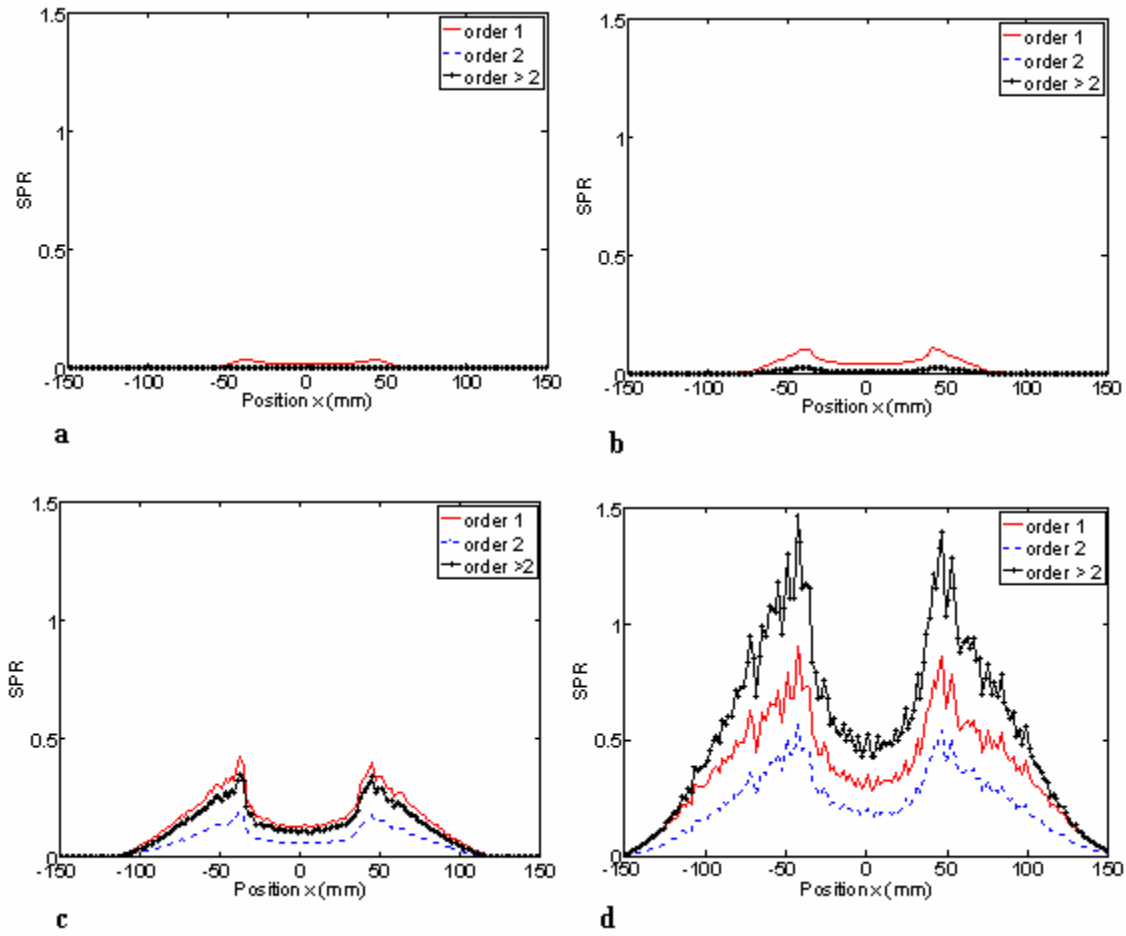 1.5
1
0.5
0
SPR
order 1
order 2
order > 2
-150 -100 -50 0 50 100 150
Position x (mm)
a
1.5
1
0.5
0
SPR
order 1
order 2
order > 2
-150 -100 -50 0 50 100 150
Position x (mm)
b
1.5
1
0.5
0
SPR
order 1
order 2
order >2
-150 -100 -50 0 50 100 150
Position x (mm)
c
1.5
1
0.5
0
SPR
order 1
order 2
order > 2
-150 -100 -50 0 50 100 150
Position x (mm)
d